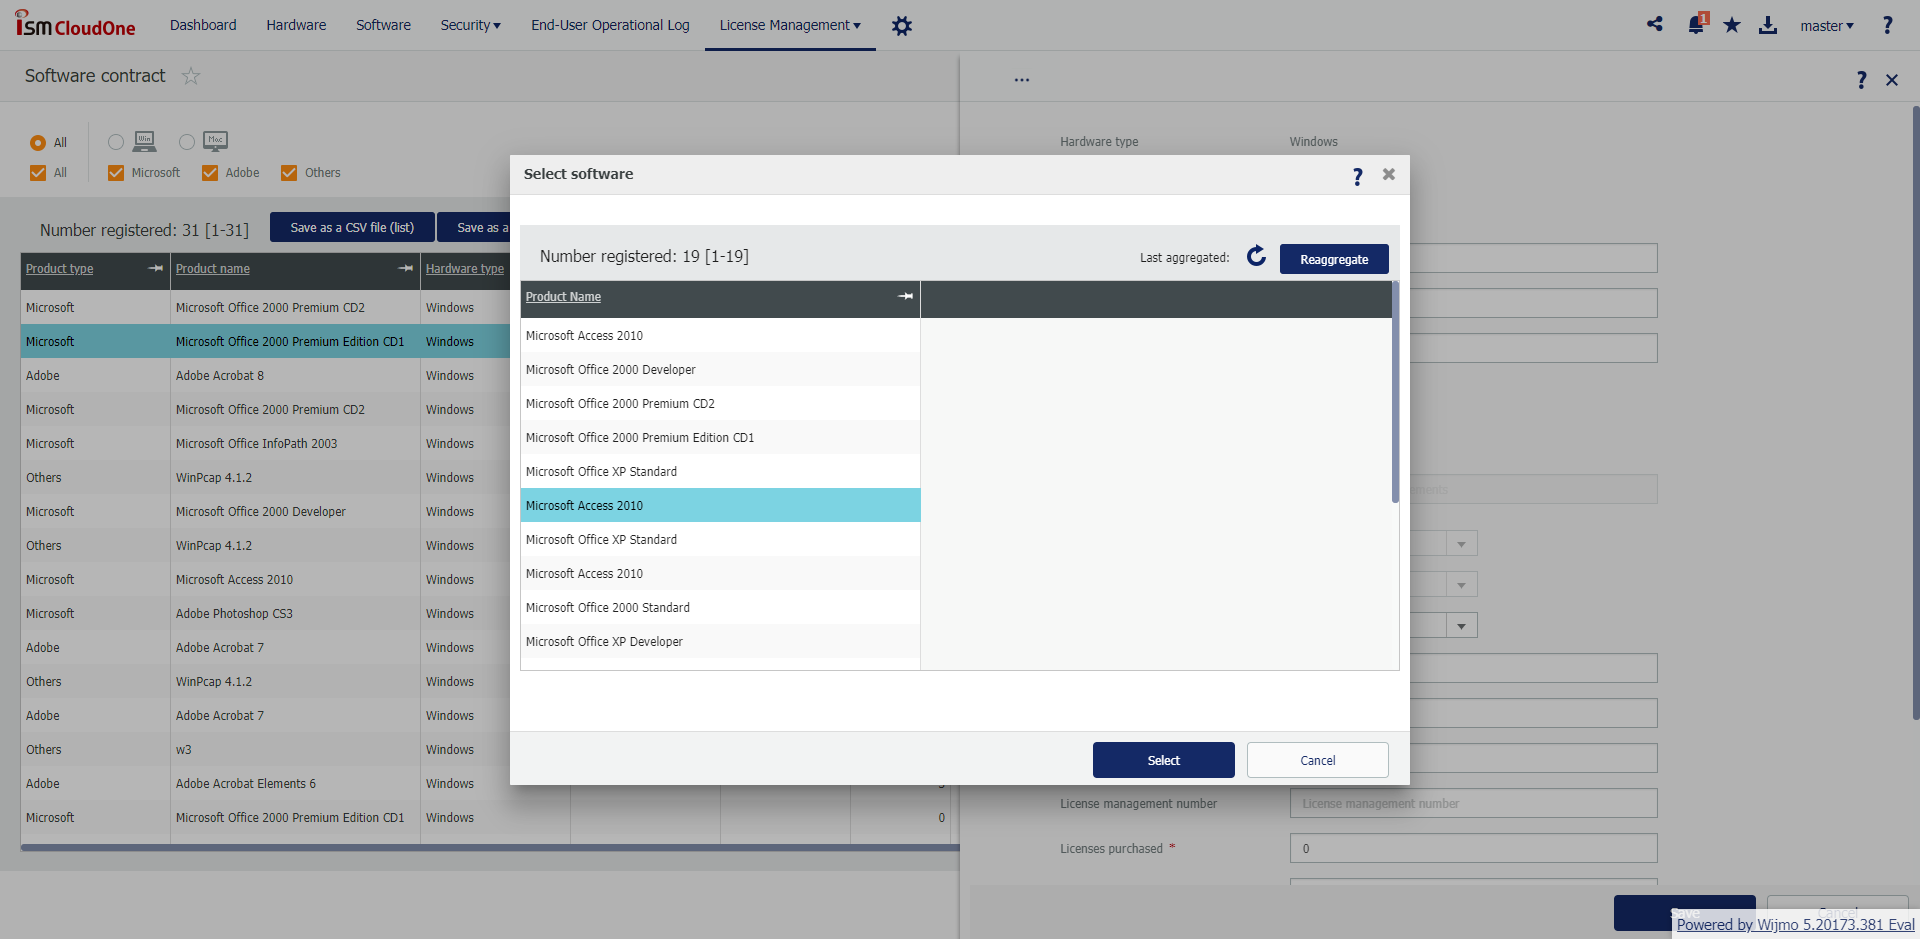 iSM CloudOne Dashboard Hardware Software Security End-User Operational Log License Management 1 master ?
Software contract ... ?
All Win Mac
All Microsoft Adobe Others
Number registered: 31 [1-31] Save as a CSV file (list) Save as a
Product type Product name Hardware type
Microsoft Microsoft Office 2000 Premium CD2 Windows
Microsoft Microsoft Office 2000 Premium Edition CD1 Windows
Adobe Adobe Acrobat 8 Windows
Microsoft Microsoft Office 2000 Premium CD2 Windows
Microsoft Microsoft Office InfoPath 2003 Windows
Others WinPcap 4.1.2 Windows
Microsoft Microsoft Office 2000 Developer Windows
Others WinPcap 4.1.2 Windows
Microsoft Microsoft Access 2010 Windows
Microsoft Adobe Photoshop CS3 Windows
Adobe Adobe Acrobat 7 Windows
Others WinPcap 4.1.2 Windows
Adobe Adobe Acrobat 7 Windows
Others w3 Windows
Adobe Adobe Acrobat Elements 6 Windows
Microsoft Microsoft Office 2000 Premium Edition CD1 Windows 0
Select software ?
Number registered: 19 [1-19] Last aggregated: Reaggregate
Product Name
Microsoft Access 2010
Microsoft Office 2000 Developer
Microsoft Office 2000 Premium CD2
Microsoft Office 2000 Premium Edition CD1
Microsoft Office XP Standard
Microsoft Access 2010
Microsoft Office XP Standard
Microsoft Access 2010
Microsoft Office 2000 Standard
Microsoft Office XP Developer
Select Cancel
Hardware type Windows
License management number License management number
Licenses purchased * 0
Save Cancel
Powered by Wijmo 5.20173.381 Eval